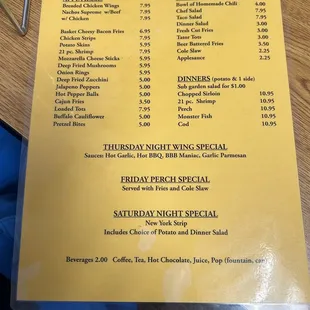 Breaded Chicken Wings 7.95
Nachos Supreme w/Beef 7.95
w/ Chicken 7.95
Basket Cheesy Bacon Fries 6.95
Chicken Strips 7.95
Potato Skins 5.95
21 pc. Shrimp 7.95
Mozzarella Cheese Sticks 5.95
Deep Fried Mushrooms 5.95
Onion Rings 5.95
Deep Fried Zucchini 5.95
Jalapeno Poppers 5.95
Hot Pepper Balls 5.95
Cajun Fries 3.50
Loaded Tots 7.95
Buffalo Cauliflower 5.95
Pretzel Bites 5.95
Bowl of Homemade Chili
Chef Salad 7.95
Taco Salad 7.95
Dinner Salad 3.00
Fresh Cut Fries 3.00
Tater Tots 3.00
Beer Battered Fries 3.50
Cole Slaw 2.25
Applesauce 2.25
DINNERS (potato & 1 side)
Sub garden salad for $1.00
Chopped Sirloin 10.95
21 pc. Shrimp 10.95
Perch 10.95
Monster Fish 10.95
Cod 10.95
THURSDAY NIGHT WING SPECIAL
Sauces: Hot Garlic, Hot BBQ, BBB Maniac, Garlic Parmesan
FRIDAY PERCH SPECIAL
Served with Fries and Cole Slaw
SATURDAY NIGHT SPECIAL
New York Strip
Includes Choice of Potato and Dinner Salad
Beverages 2.00 Coffee, Tea, Hot Chocolate, Juice, Pop (fountain, can)